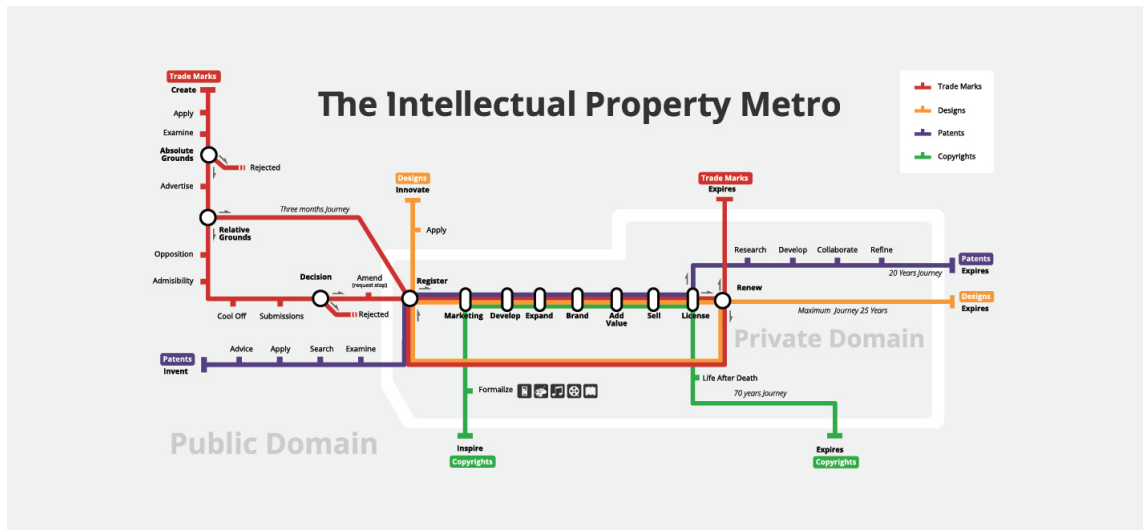 The Intellectual Property Metro
Trade Marks
Designs
Patents
Copyrights
Trade Marks
Create
Apply
Examine
Absolute
Grounds
Rejected
Advertise
Three months Journey
Relative
Grounds
Opposition
Admisibility
Cool Off
Submissions
Decision
Amend
(request stop)
Rejected
Designs
Innovate
Apply
Register
Marketing
Develop
Expand
Brand
Add
Value
Sell
License
Renew
Trade Marks
Expires
Research
Develop
Collaborate
Refine
20 Years Journey
Patents
Expires
Designs
Expires
Maximum Journey 25 Years
Private Domain
Patents
Invent
Advice
Apply
Search
Examine
Formalize
Life After Death
70 years Journey
Public Domain
Inspire
Copyrights
Expires
Copyrights